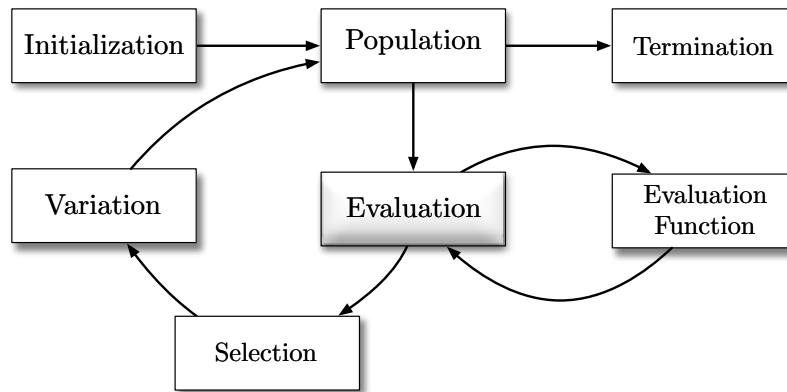 Initialization
Population
Termination
Variation
Evaluation
Evaluation
Function
Selection